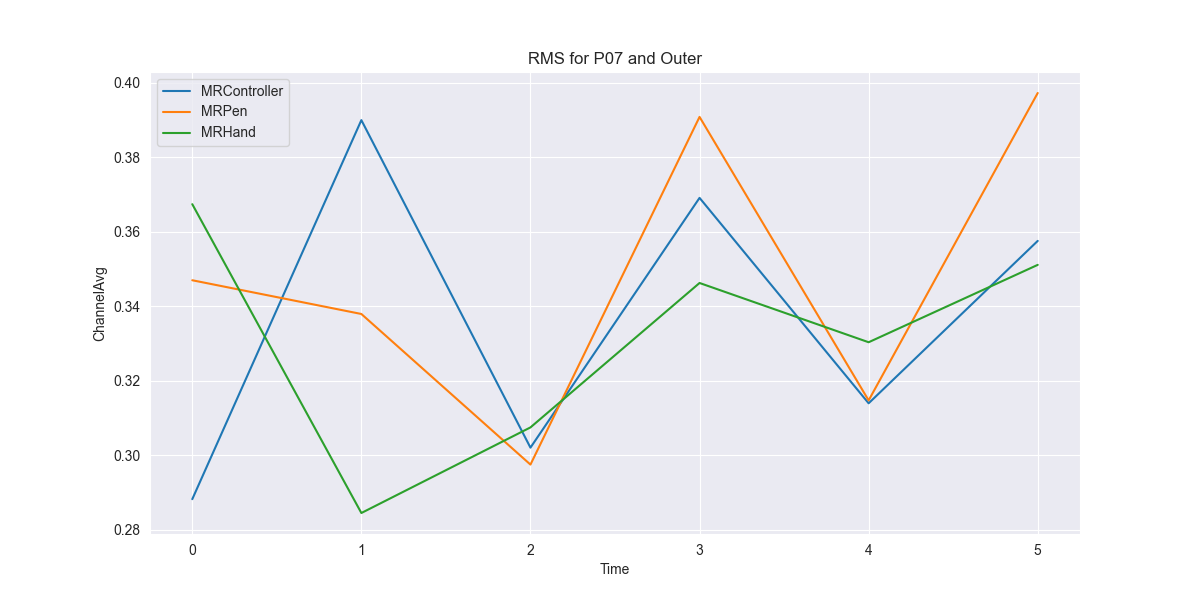 RMS for P07 and Outer
MRController
MRPen
MRHand
ChannelAvg
0.40
0.38
0.36
0.34
0.32
0.30
0.28
0 1 2 3 4 5
Time